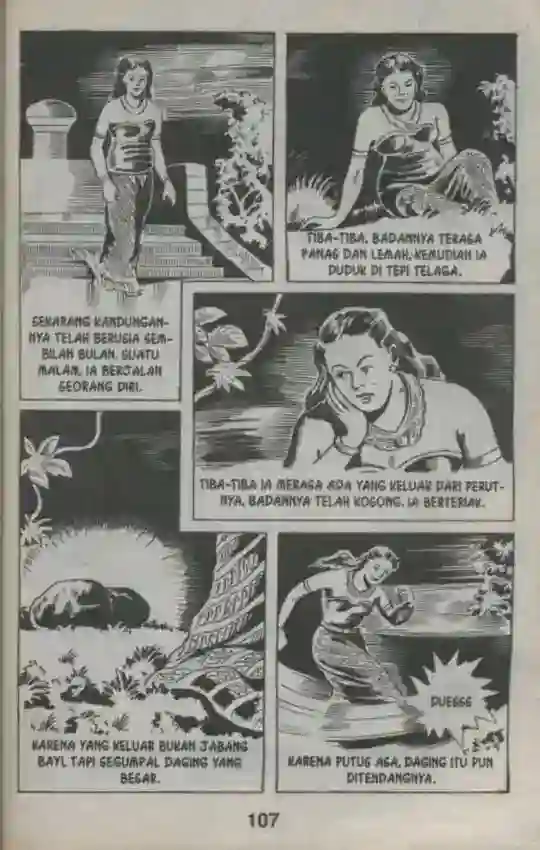 SEKARANG KANDUNGAN-
NYA TELAH BERUSIA SEM-
BILAN BULAN. SUATU
MALAM, IA BERJALAN
SEORANG DIRI.
TIBA-TIBA, BADANNYA TERASA
PANAS DAN LEMAH, KEMUDIAN IA
DUDUK DI TEPI TELAGA.
TIBA-TIBA IA MERASA ADA YANG KELUAR DARI PERUT-
NYA, BADANNYA TELAH KOSONG. IA BERTERIAK.
KARENA YANG KELUAR BUKAN JABANG
BAYI, TAPI SEGUMPAL DAGING YANG
BESAR.
DUESSS
KARENA PUTUS ASA, DAGING ITU PUN
DITENDANGNYA.
107